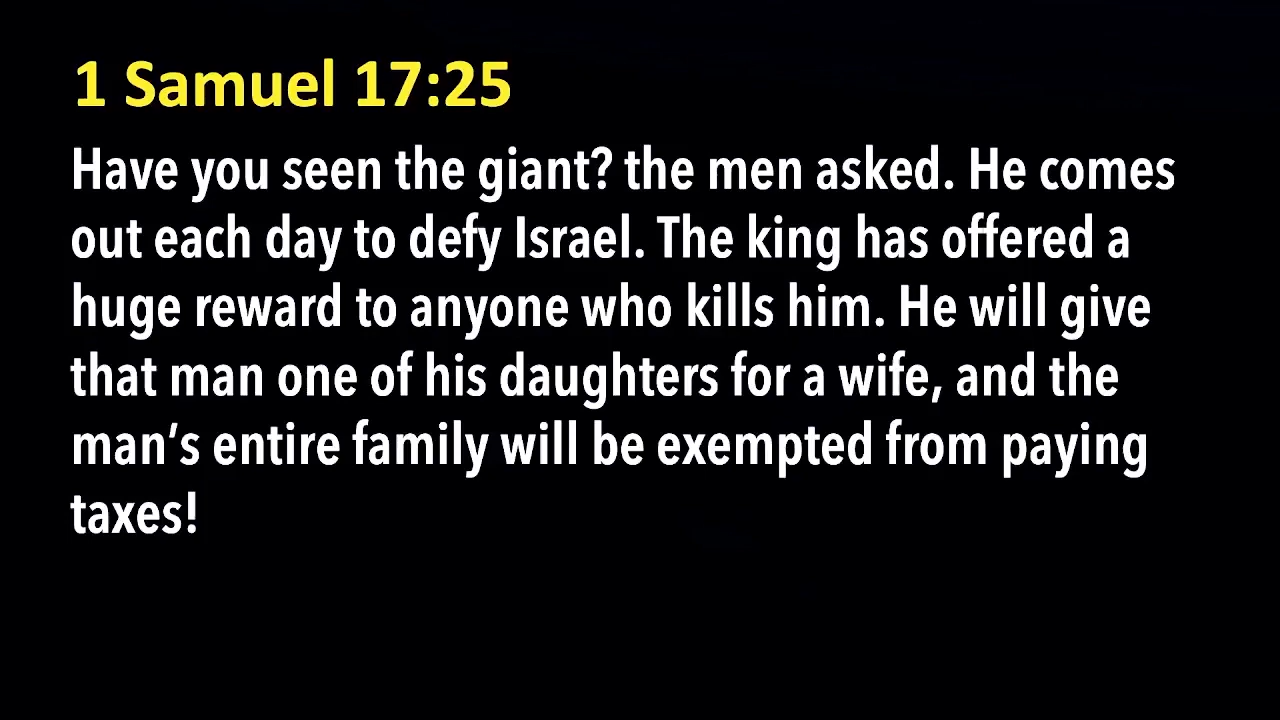 1 Samuel 17:25
Have you seen the giant? the men asked. He comes
out each day to defy Israel. The king has offered a
huge reward to anyone who kills him. He will give
that man one of his daughters for a wife, and the
man’s entire family will be exempted from paying
taxes!